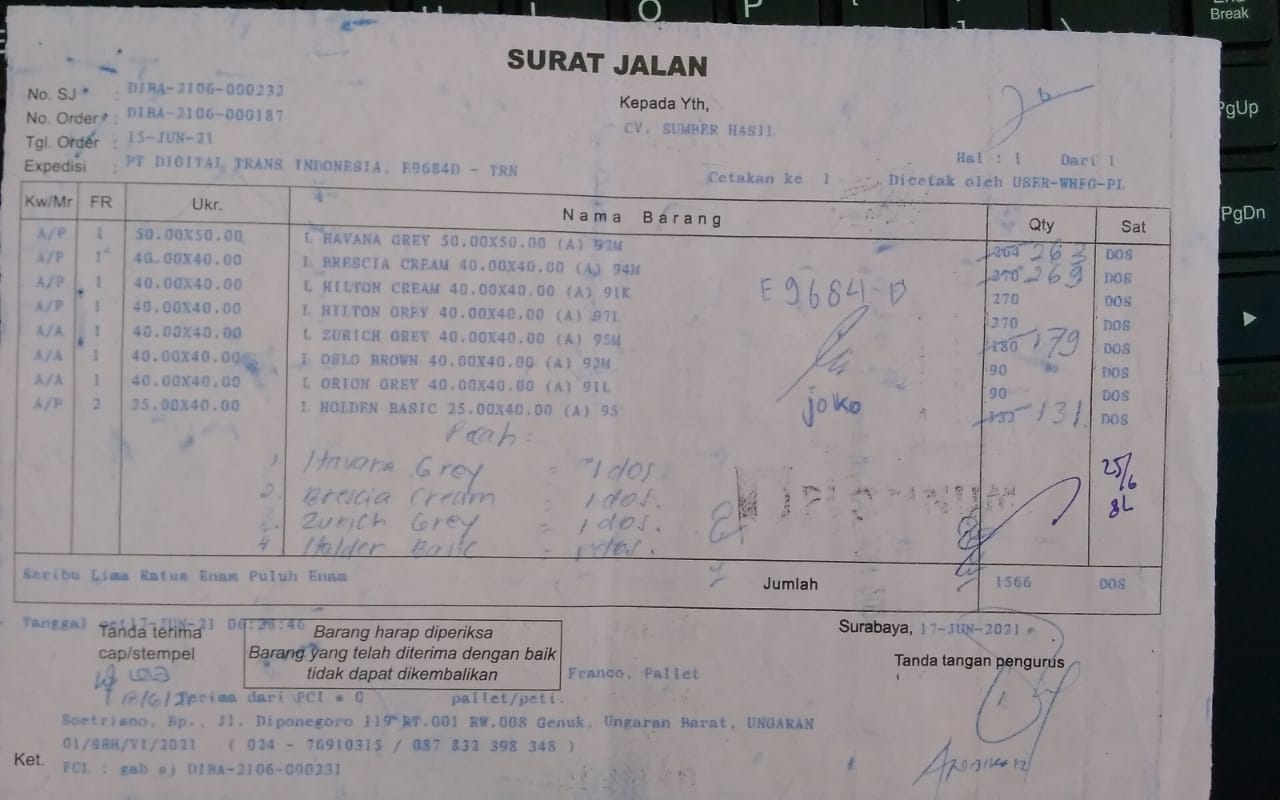 End
Break
PgUp
PgDn
O
P
SURAT JALAN
No. SJ : DIRA-2106-000232
No. Order : DIRA-2106-000187
Tgl. Order : 15-JUN-21
Expedisi : PT DIGITAL TRANS INDONESIA, E9684D - TRN
Kepada Yth,
CV. SUMBER HASIL
Hal : 1 Dari 1
Cetakan ke 1 Dicetak oleh USER-WHFG-PL
Kw/Mr FR Ukr. Nama Barang Qty Sat
A/P 1 50.00X50.00 L HAVANA GREY 50.00X50.00 (A) 92M 264 263 DOS
A/P 1 40.00X40.00 L BRESCIA CREAM 40.00X40.00 (A) 94M 270 269 DOS
A/P 1 40.00X40.00 L HILTON CREAM 40.00X40.00 (A) 91K 270 DOS
A/P 1 40.00X40.00 L HILTON GREY 40.00X40.00 (A) 87L 270 DOS
A/A 1 40.00X40.00 L ZURICH GREY 40.00X40.00 (A) 95M 180 179 DOS
A/A 1 40.00X40.00 L OSLO BROWN 40.00X40.00 (A) 92M 90 DOS
A/A 1 40.00X40.00 L ORION GREY 40.00X40.00 (A) 91L 90 DOS
A/P 2 25.00X40.00 L HOLDEN BASIC 25.00X40.00 (A) 95 132 131 DOS
E9684-D
joko
Pcah :
1 Havana Grey = 1 dos.
2. Brescia Cream = 1 dos.
3. Zurich Grey = 1 dos.
4 Holder Basic = 1 dos.
25/6
Seribu Lima Ratus Enam Puluh Enam
Jumlah 1566 DOS
Tanggal 17-JUN-21 06:28:46
Tanda terima
cap/stempel
Barang harap diperiksa
Barang yang telah diterima dengan baik
tidak dapat dikembalikan
Surabaya, 17-JUN-2021
Tanda tangan pengurus
Franco, Pallet
18/6/2 Terima dari PCI = 0 pallet/peti.
Soetrisno, Bp., Jl. Diponegoro 119 RT.001 RW.008 Genuk, Ungaran Barat, UNGARAN
01/SBH/VI/2021 ( 024 - 76910315 / 087 832 398 348 )
Ket. FCL : gab sj DIRA-2106-000231